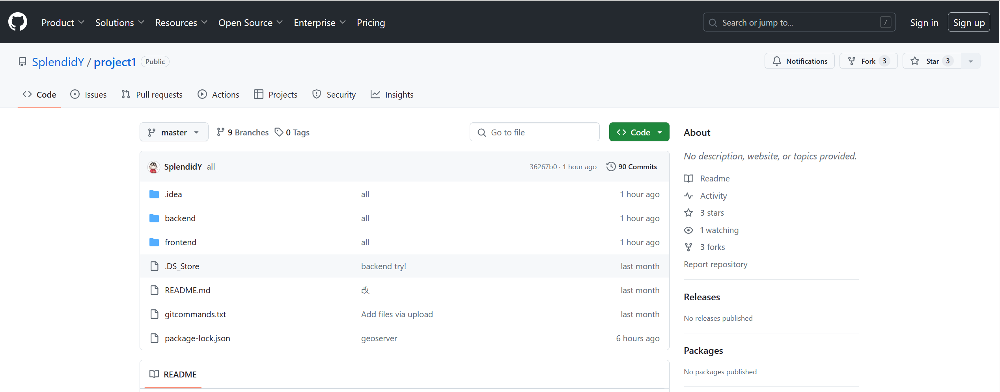 Product Solutions Resources Open Source Enterprise Pricing Search or jump to... / Sign in Sign up
SplendidY / project1 Public Notifications Fork 3 Star 3
Code Issues Pull requests Actions Projects Security Insights
master 9 Branches 0 Tags Go to file Code
SplendidY all 36267b0 · 1 hour ago 90 Commits
.idea all 1 hour ago
backend all 1 hour ago
frontend all 1 hour ago
.DS_Store backend try! last month
README.md 改 last month
gitcommands.txt Add files via upload last month
package-lock.json geoserver 6 hours ago
README
About
No description, website, or topics provided.
Readme
Activity
3 stars
1 watching
3 forks
Report repository
Releases
No releases published
Packages
No packages published